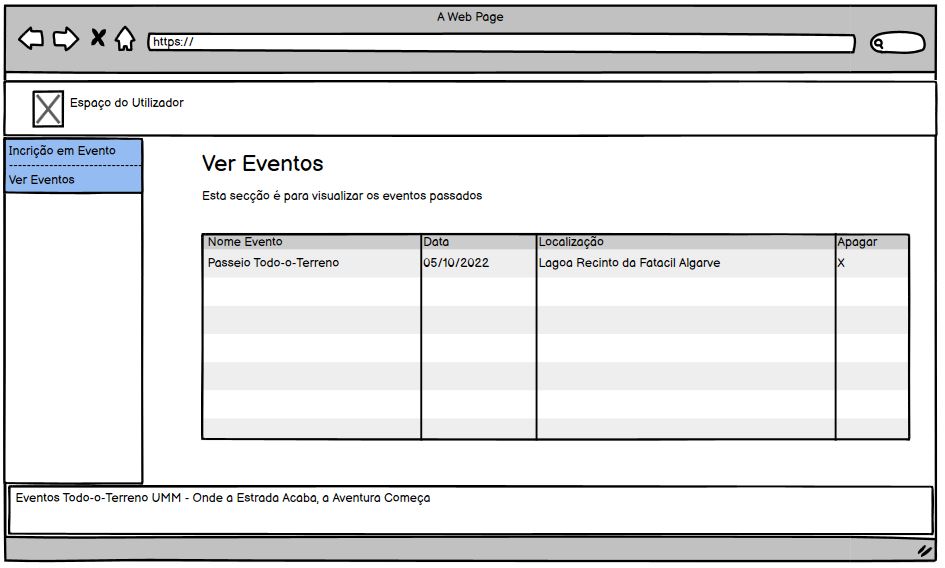 A Web Page
https://
Espaço do Utilizador
Incrição em Evento
Ver Eventos
Ver Eventos
Esta secção é para visualizar os eventos passados
Nome Evento Data Localização Apagar
Passeio Todo-o-Terreno 05/10/2022 Lagoa Recinto da Fatacil Algarve X
Eventos Todo-o-Terreno UMM - Onde a Estrada Acaba, a Aventura Começa